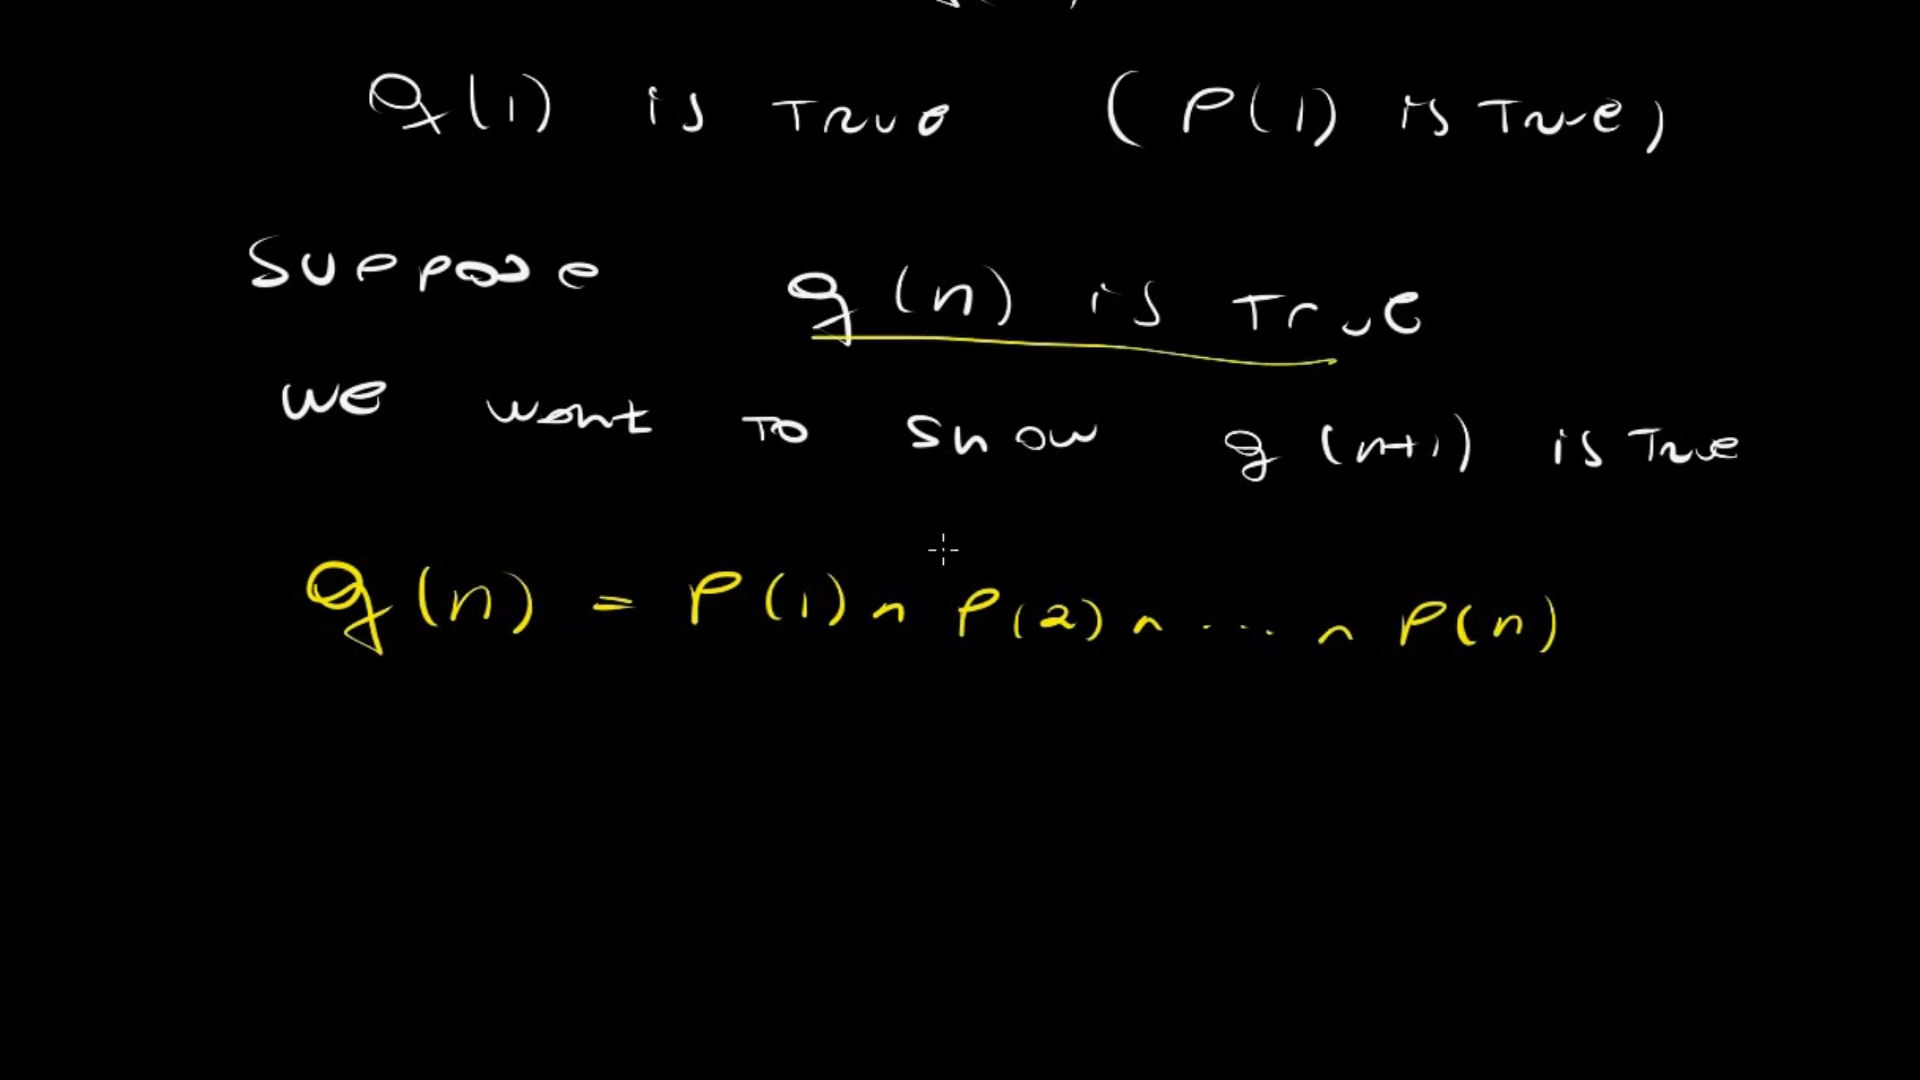 q(1) is True (P(1) is True)
Suppose q(n) is True
we want to show q(n+1) is True
q(n) = P(1) ∧ P(2) ∧ ... ∧ P(n)